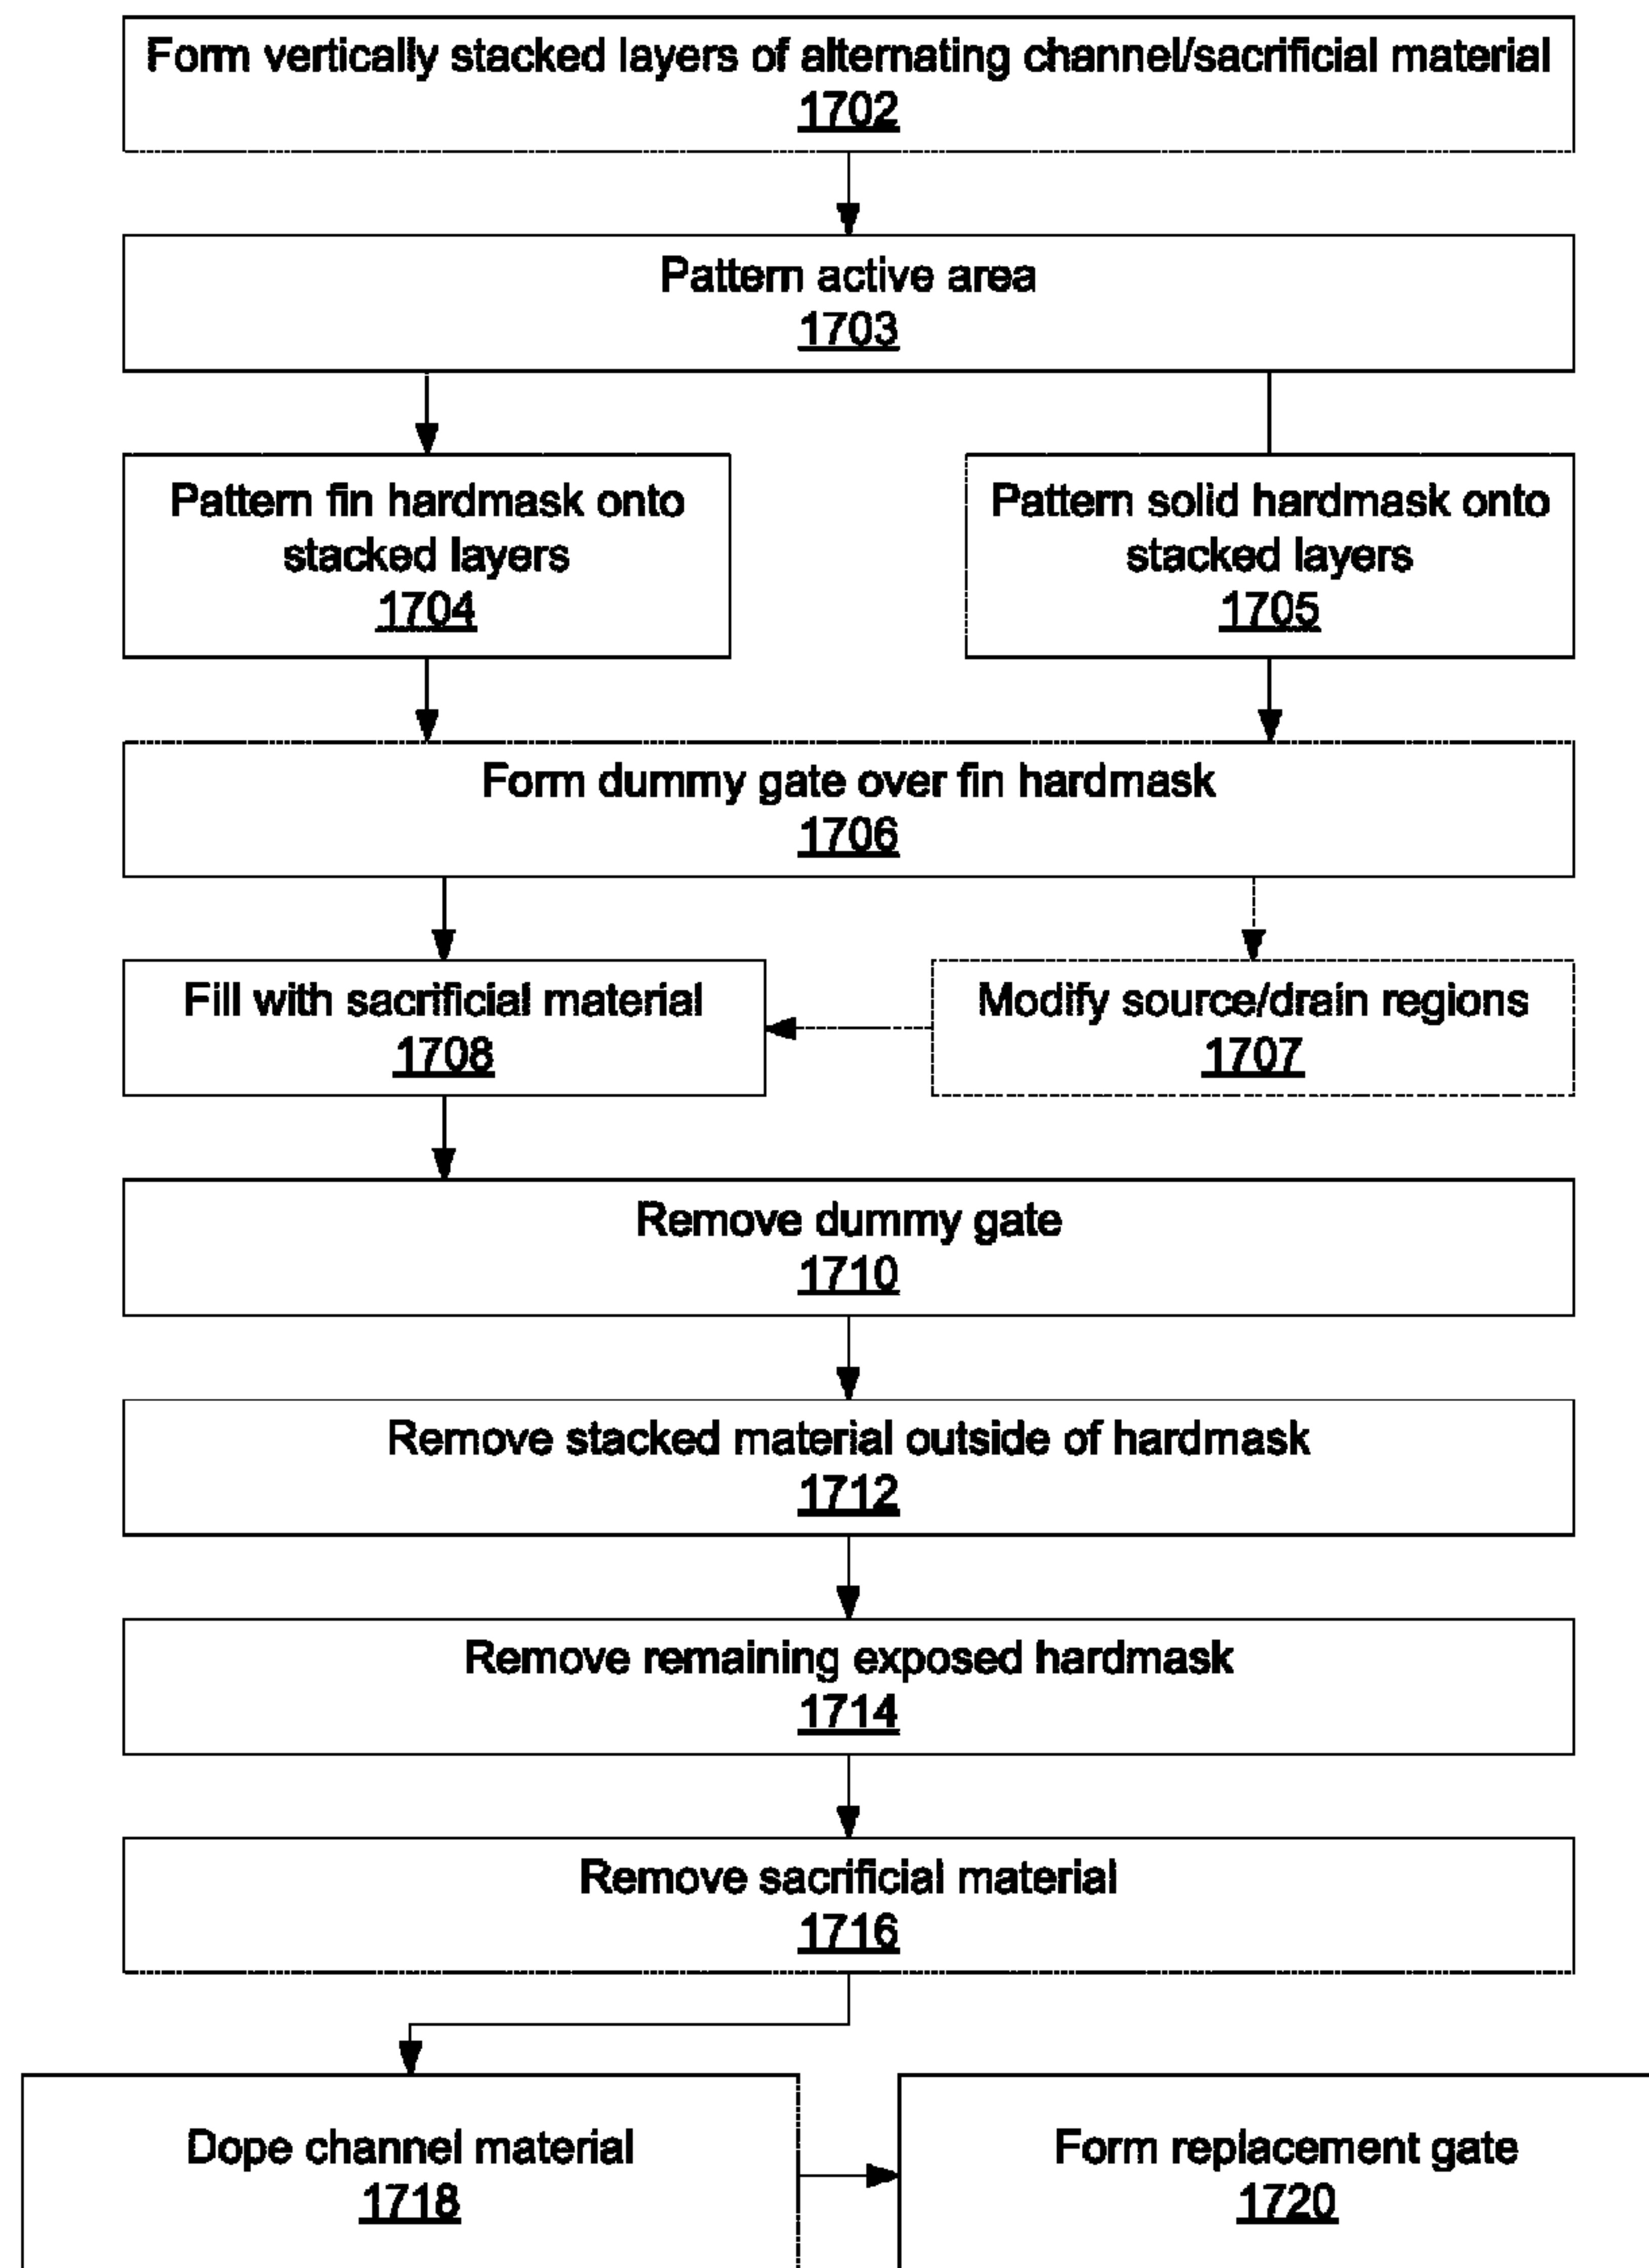 Form vertically stacked layers of alternating channel/sacrificial material
1702
Pattern active area
1703
Pattern fin hardmask onto
stacked layers
1704
Pattern solid hardmask onto
stacked layers
1705
Form dummy gate over fin hardmask
1706
Fill with sacrificial material
1708
Modify source/drain regions
1707
Remove dummy gate
1710
Remove stacked material outside of hardmask
1712
Remove remaining exposed hardmask
1714
Remove sacrificial material
1716
Dope channel material
1718
Form replacement gate
1720